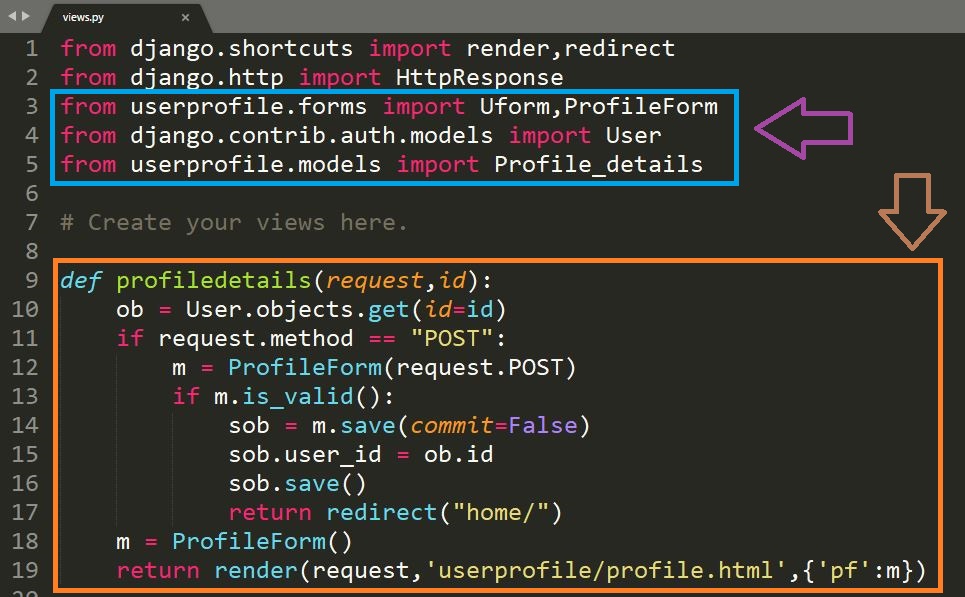 views.py
1 from django.shortcuts import render,redirect
2 from django.http import HttpResponse
3 from userprofile.forms import Uform,ProfileForm
4 from django.contrib.auth.models import User
5 from userprofile.models import Profile_details
6
7 # Create your views here.
8
9 def profiledetails(request,id):
10     ob = User.objects.get(id=id)
11     if request.method == "POST":
12         m = ProfileForm(request.POST)
13         if m.is_valid():
14             sob = m.save(commit=False)
15             sob.user_id = ob.id
16             sob.save()
17             return redirect("home/")
18     m = ProfileForm()
19     return render(request,'userprofile/profile.html',{'pf':m})
20